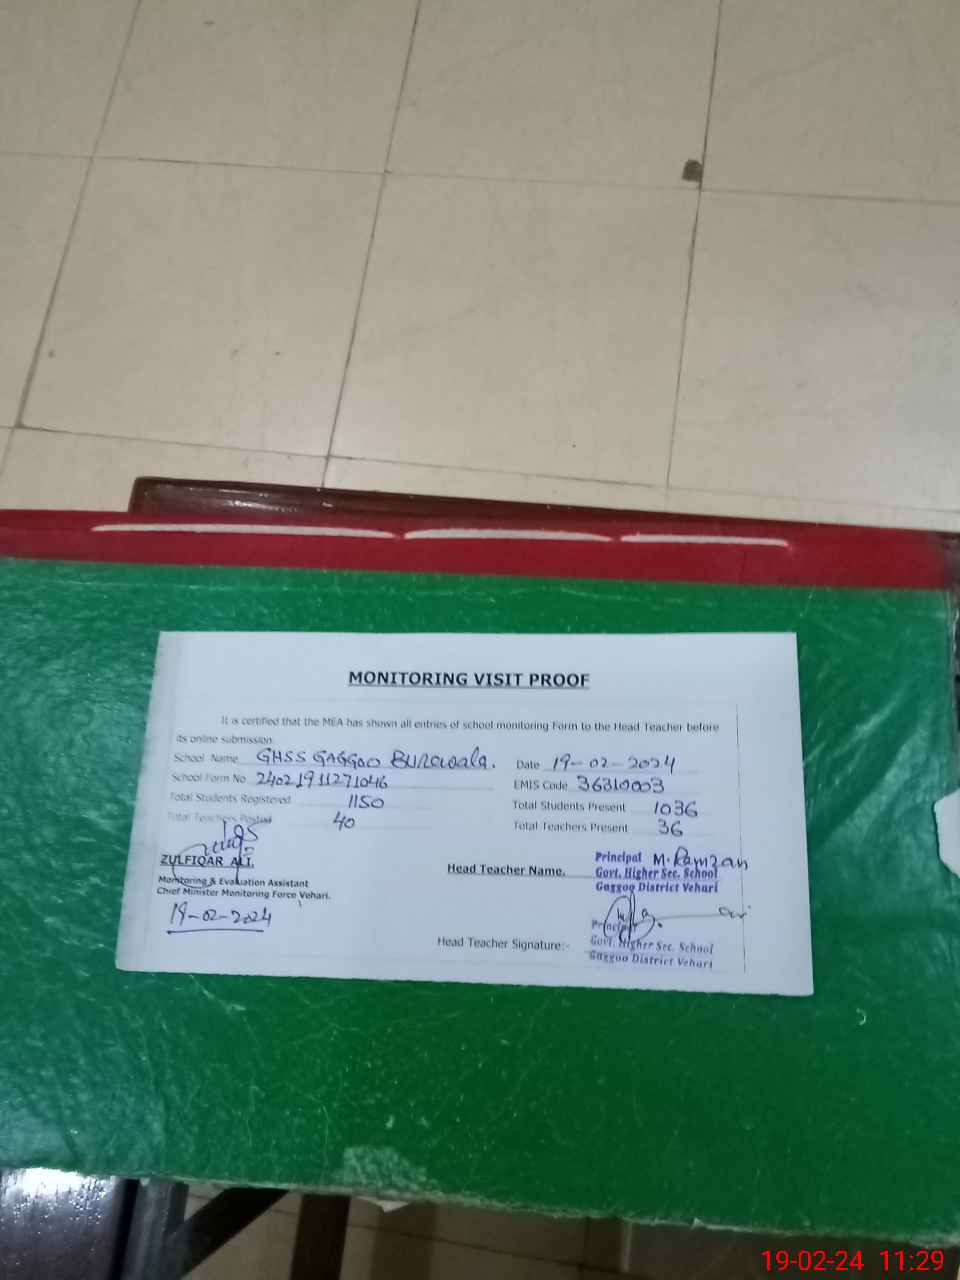 MONITORING VISIT PROOF
It is certified that the MEA has shown all entries of school monitoring Form to the Head Teacher before
its online submission.
School Name GHSS GAGGOO BUREWALA. Date 19-02-2024
School Form No 24021911271046 EMIS Code 36310003
Total Students Registered 1150 Total Students Present 1036
Total Teachers Posted 40 Total Teachers Present 36
ZULFIQAR ALI.
Monitoring & Evaluation Assistant
Chief Minister Monitoring Force Vehari.
19-02-2024
Head Teacher Name. Principal M. Ramzan
Govt. Higher Sec. School
Gaggoo District Vehari
Head Teacher Signature:- Principal
Govt. Higher Sec. School
Gaggoo District Vehari
19-02-24 11:29